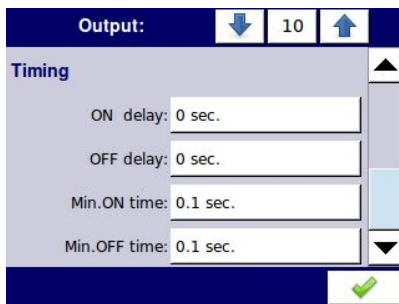 Output: 10
Timing
ON delay: 0 sec.
OFF delay: 0 sec.
Min.ON time: 0.1 sec.
Min.OFF time: 0.1 sec.